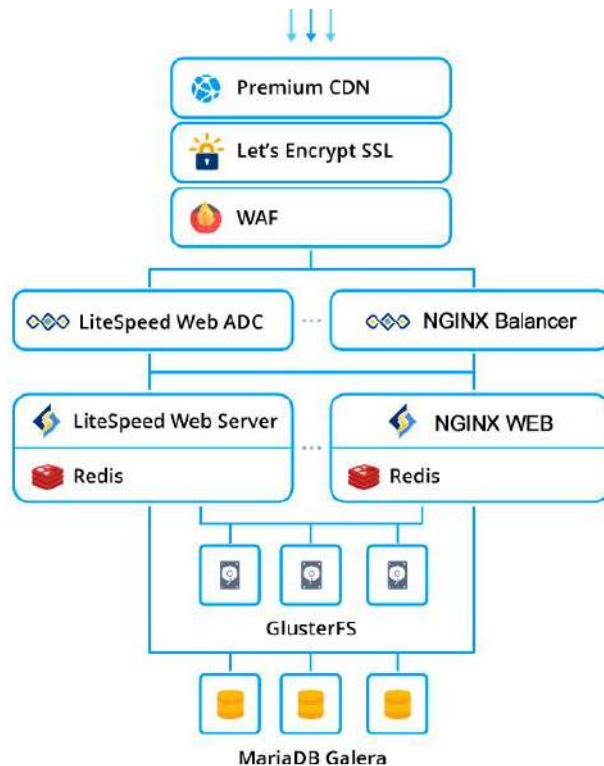 Premium CDN
Let's Encrypt SSL
WAF
LiteSpeed Web ADC ... NGINX Balancer
LiteSpeed Web Server ... NGINX WEB
Redis Redis
GlusterFS
MariaDB Galera